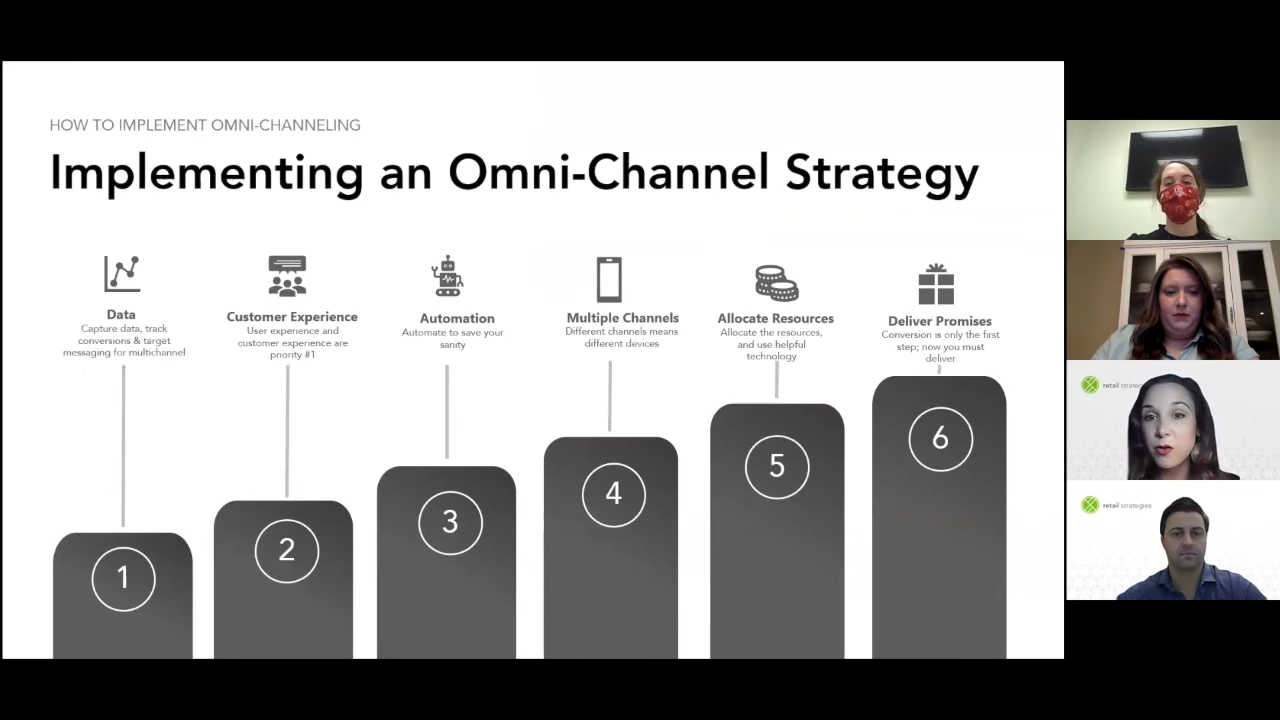 HOW TO IMPLEMENT OMNI-CHANNELING
Implementing an Omni-Channel Strategy
Data
Capture data, track
conversions & target
messaging for multichannel
Customer Experience
User experience and
customer experience are
priority #1
Automation
Automate to save your
sanity
Multiple Channels
Different channels means
different devices
Allocate Resources
Allocate the resources,
and use helpful
technology
Deliver Promises
Conversion is only the first
step; now you must
deliver
1
2
3
4
5
6
retail
retail strategies